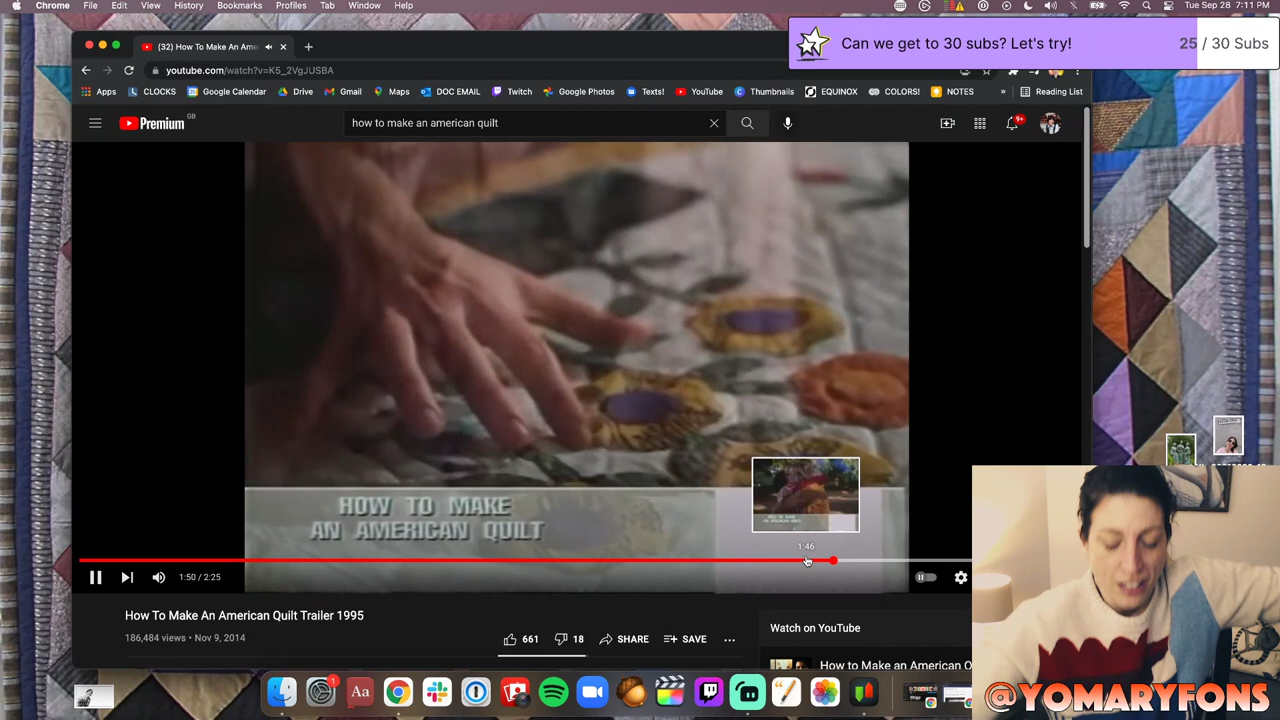 Chrome File Edit View History Bookmarks Profiles Tab Window Help
Tue Sep 28 7:11 PM
(32) How To Make An Ame
Can we get to 30 subs? Let's try! 25 / 30 Subs
youtube.com/watch?v=K5_2VgJUSBA
Apps CLOCKS Google Calendar Drive Gmail Maps DOC EMAIL Twitch Google Photos Texts! YouTube Thumbnails EQUINOX COLORS! NOTES » Reading List
Premium GB
how to make an american quilt
9+
HOW TO MAKE
AN AMERICAN QUILT
1:46
1:50 / 2:25
How To Make An American Quilt Trailer 1995
186,484 views • Nov 9, 2014
661 18 SHARE SAVE
Watch on YouTube
How to Make an American Q
1
Aa
@YOMARYFONS